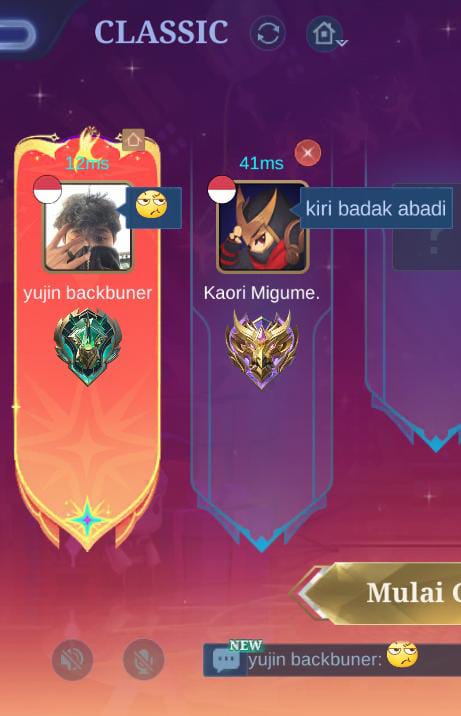 CLASSIC
12ms
41ms
kiri badak abadi
?
yujin backbuner
Kaori Migume.
Mulai
NEW
yujin backbuner: